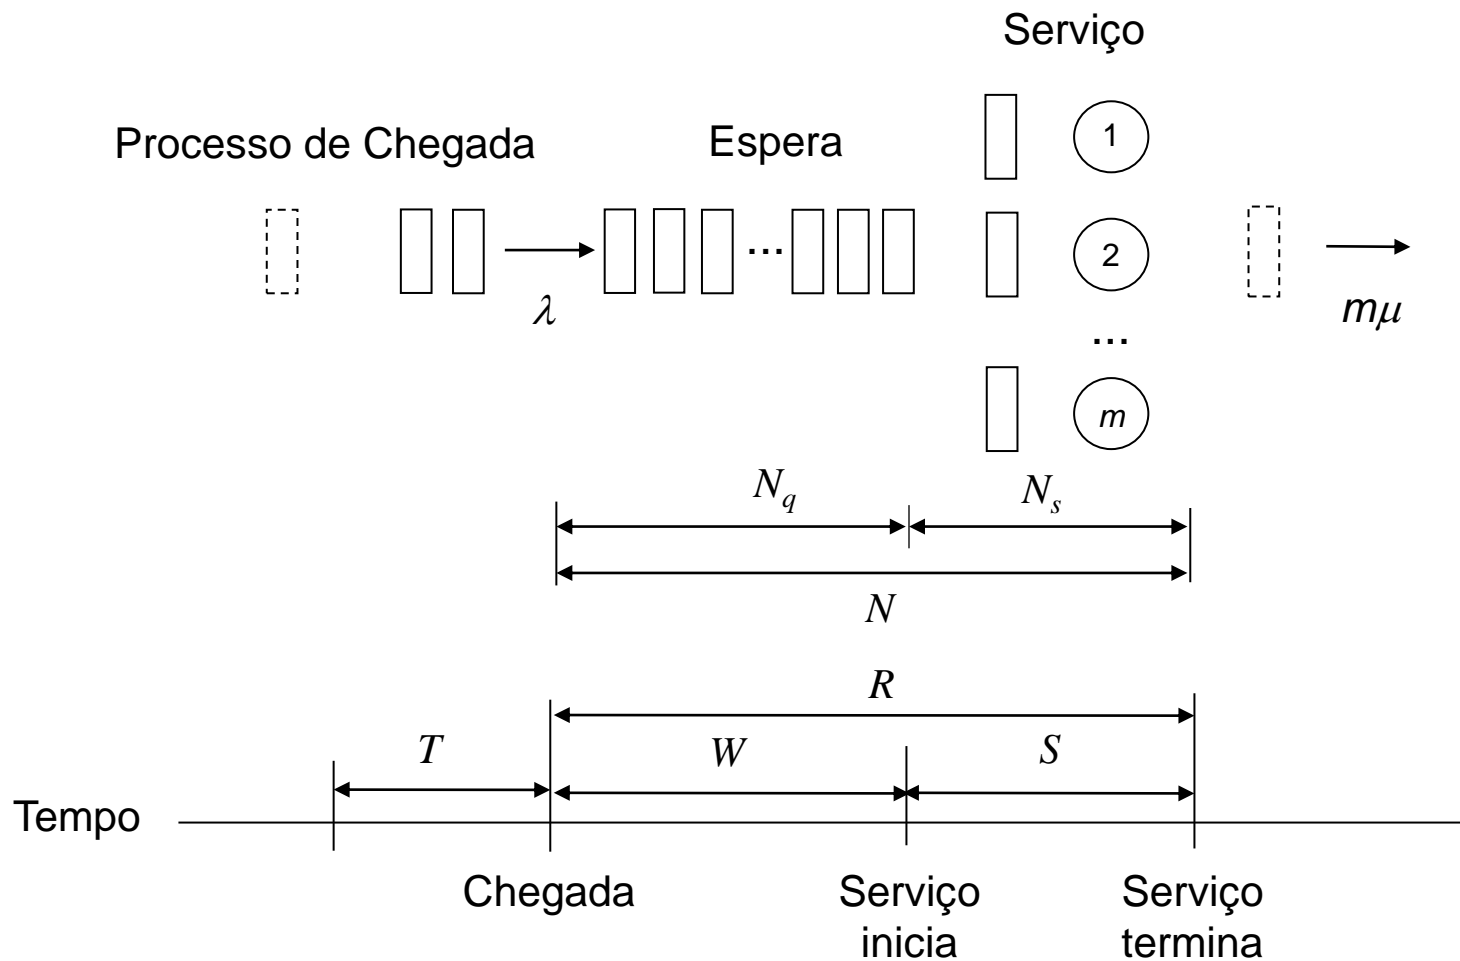 Serviço
Processo de Chegada
Espera
1
...
2
λ
mμ
...
m
N_q
N_s
N
R
T
W
S
Tempo
Chegada
Serviço
inicia
Serviço
termina